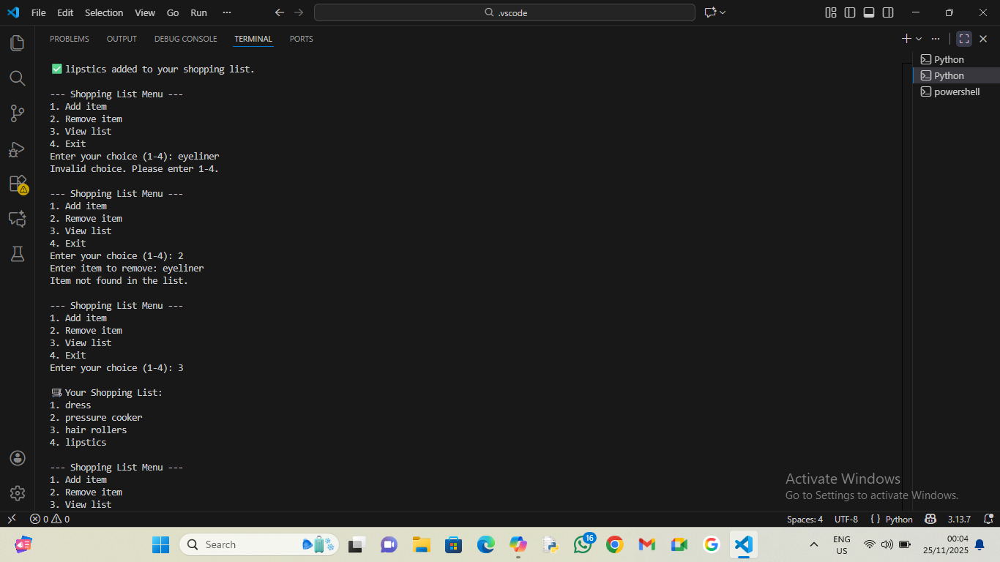 File Edit Selection View Go Run ···
.vscode
PROBLEMS OUTPUT DEBUG CONSOLE TERMINAL PORTS
Python
Python
powershell
✅ lipstics added to your shopping list.
--- Shopping List Menu ---
1. Add item
2. Remove item
3. View list
4. Exit
Enter your choice (1-4): eyeliner
Invalid choice. Please enter 1-4.
--- Shopping List Menu ---
1. Add item
2. Remove item
3. View list
4. Exit
Enter your choice (1-4): 2
Enter item to remove: eyeliner
Item not found in the list.
--- Shopping List Menu ---
1. Add item
2. Remove item
3. View list
4. Exit
Enter your choice (1-4): 3
🛒 Your Shopping List:
1. dress
2. pressure cooker
3. hair rollers
4. lipstics
--- Shopping List Menu ---
1. Add item
2. Remove item
3. View list
Activate Windows
Go to Settings to activate Windows.
0 0 Spaces: 4 UTF-8 { } Python 3.13.7
Search
16
ENG
US
00:04
25/11/2025